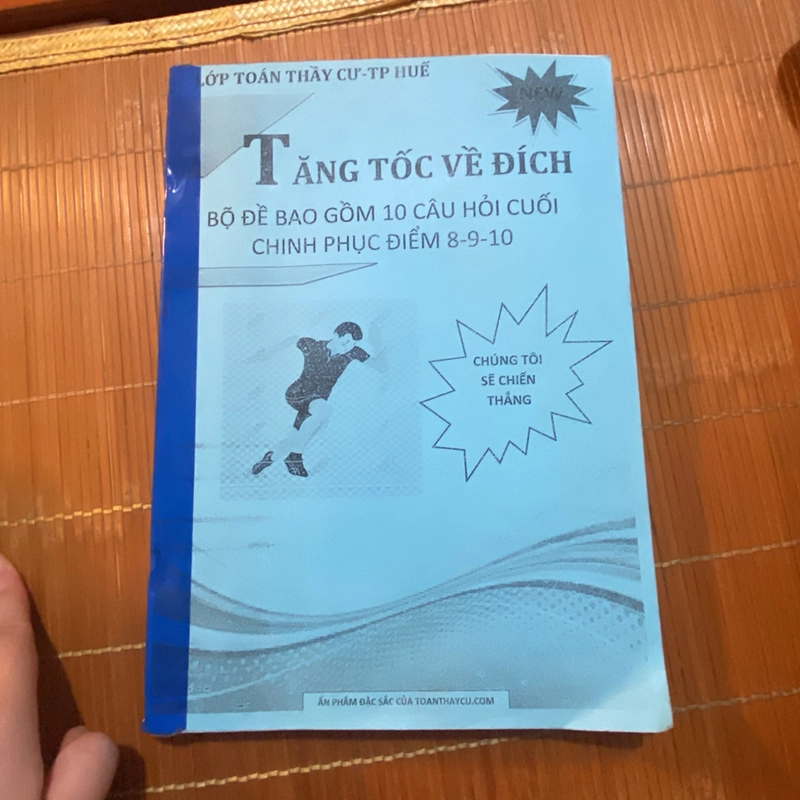 LỚP TOÁN THẦY CƯ-TP HUẾ
NEW
TĂNG TỐC VỀ ĐÍCH
BỘ ĐỀ BAO GỒM 10 CÂU HỎI CUỐI
CHINH PHỤC ĐIỂM 8-9-10
CHÚNG TÔI
SẼ CHIẾN
THẮNG
ẤN PHẨM ĐẶC SẮC CỦA TOANTHAYCU.COM